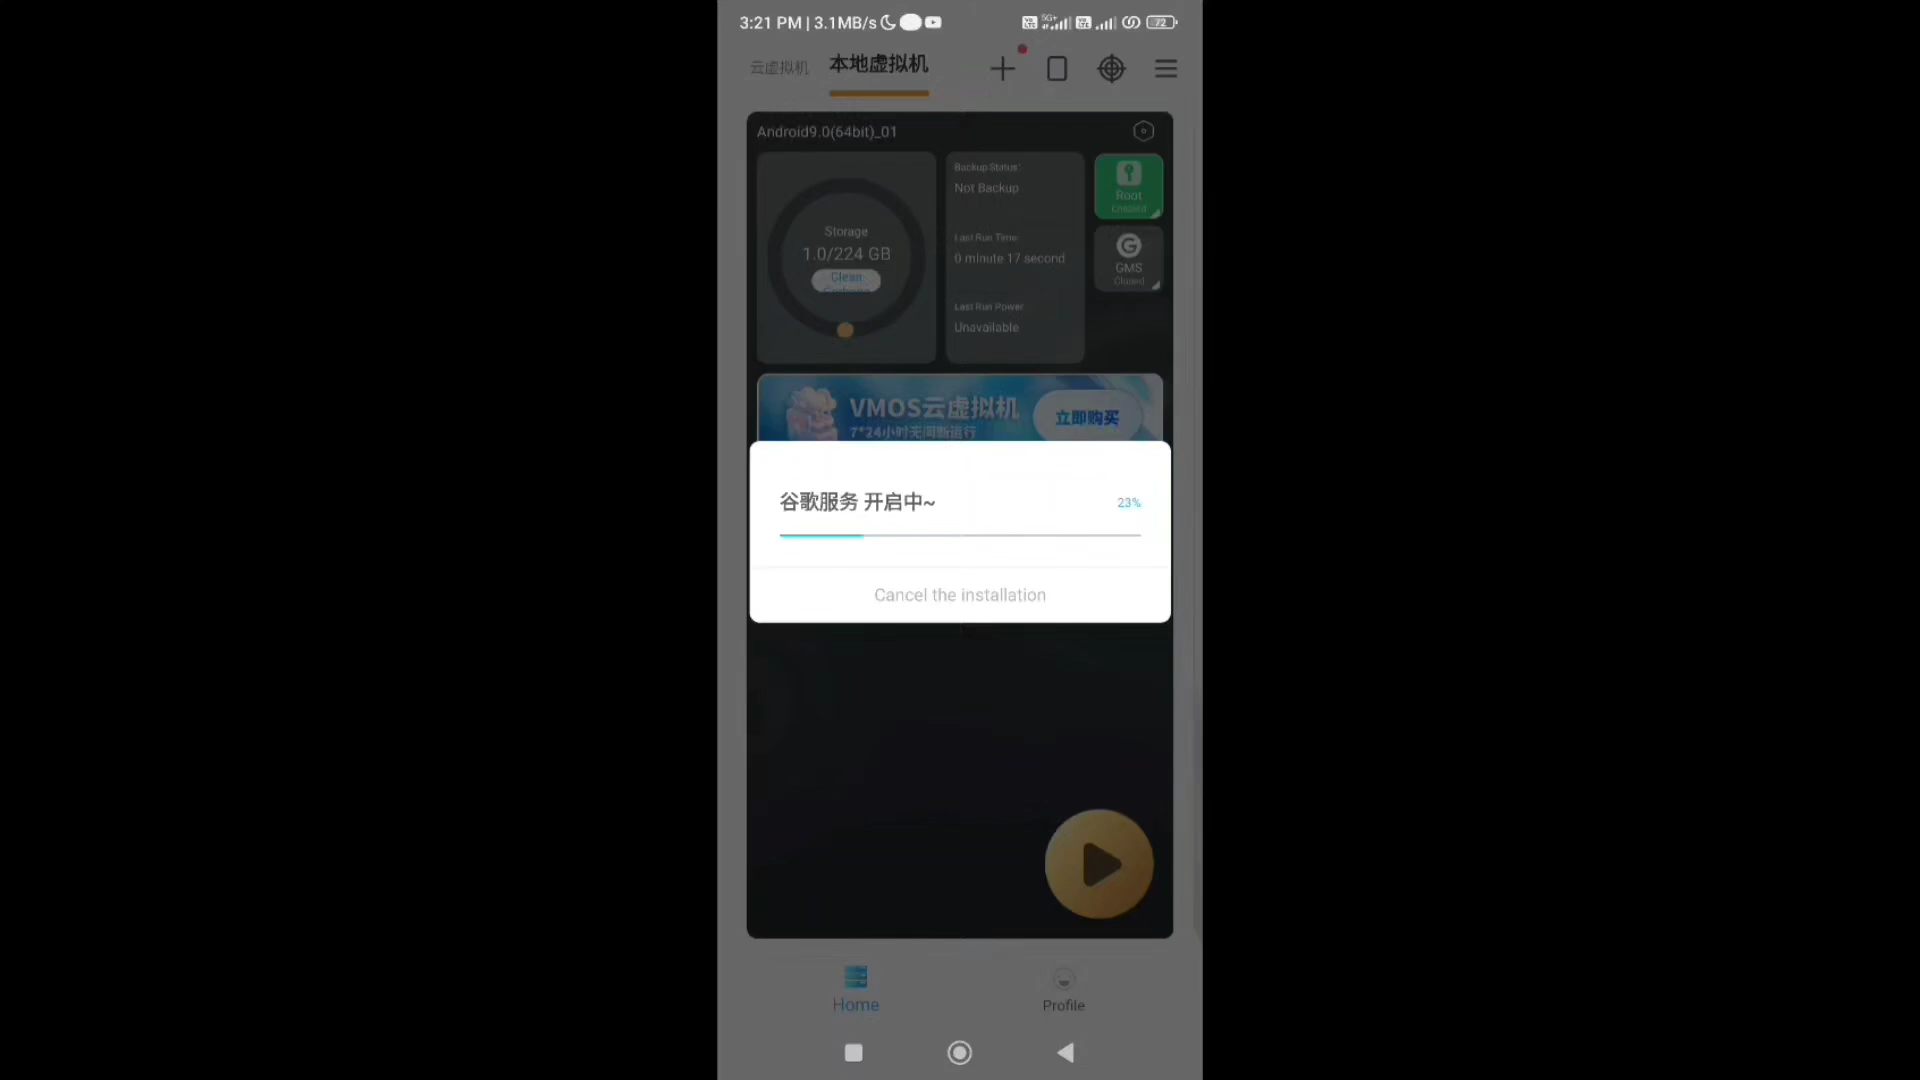 3:21 PM | 3.1MB/s
5G+
72
云虚拟机 本地虚拟机
Android9.0(64bit)_01
Storage
1.0/224 GB
Clean
Backup Status:
Not Backup
Last Run Time:
0 minute 17 second
Last Run Power
Unavailable
Root
G
GMS
Closed
VMOS云虚拟机
7*24小时无间断运行
立即购买
谷歌服务 开启中~ 23%
Cancel the installation
Home
Profile